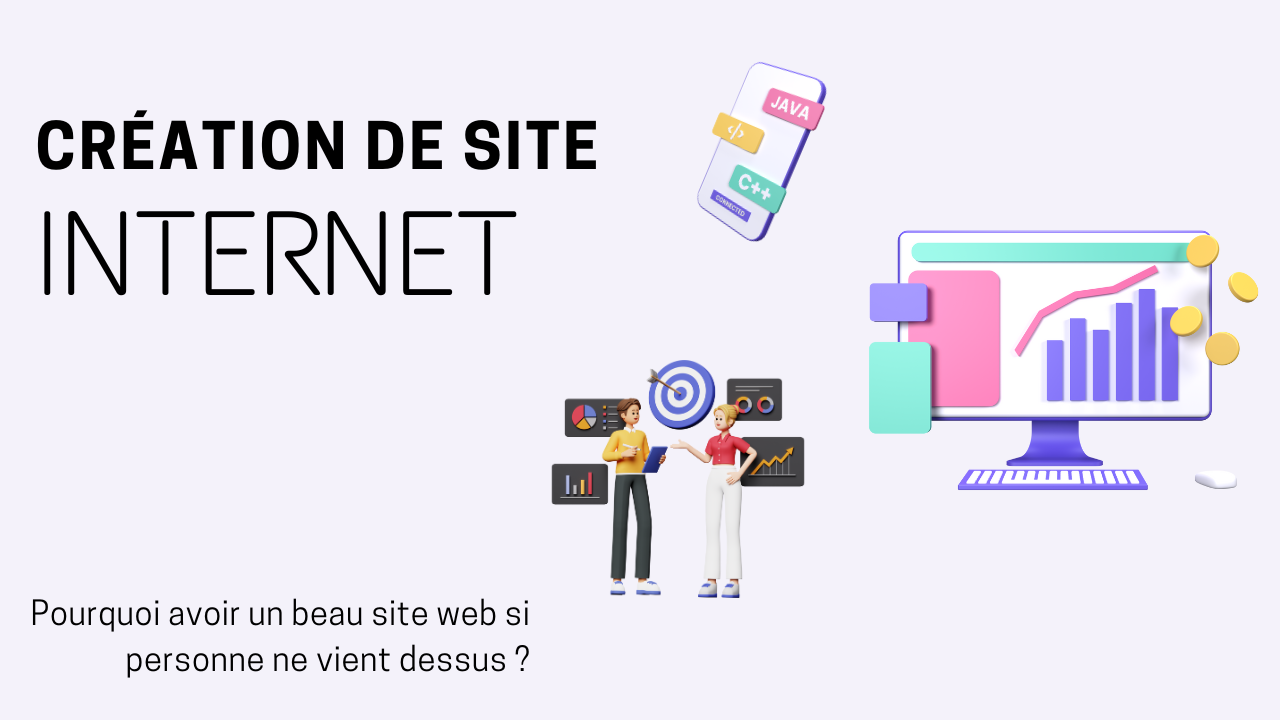 CRÉATION DE SITE
INTERNET
JAVA
</>
C++
CONNECTED
Pourquoi avoir un beau site web si
personne ne vient dessus ?